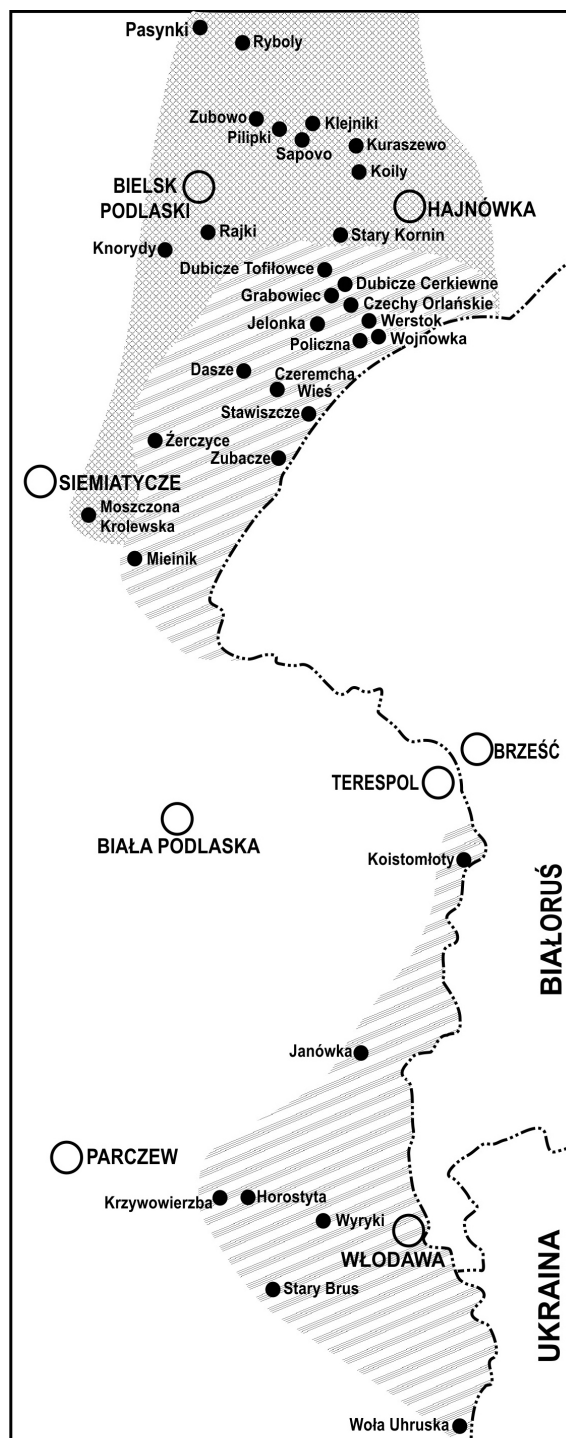 Pasynki
Ryboly
Zubowo
Klejniki
Pilipki
Sapovo
Kuraszewo
Koily
BIELSK
PODLASKI
HAJNÓWKA
Rajki
Stary Kornin
Knorydy
Dubicze Tofiłowce
Dubicze Cerkiewne
Grabowiec
Czechy Orlańskie
Jelonka
Werstok
Policzna
Wojnowka
Dasze
Czeremcha
Wieś
Stawiszcze
Żerczyce
Zubacze
SIEMIATYCZE
Moszczona
Krolewska
Mieinik
BRZEŚĆ
TERESPOL
BIAŁA PODLASKA
Koistomłoty
BIAŁORUŚ
Janówka
PARCZEW
Krzywowierzba
Horostyta
Wyryki
WŁODAWA
UKRAINA
Stary Brus
Woła Uhruska